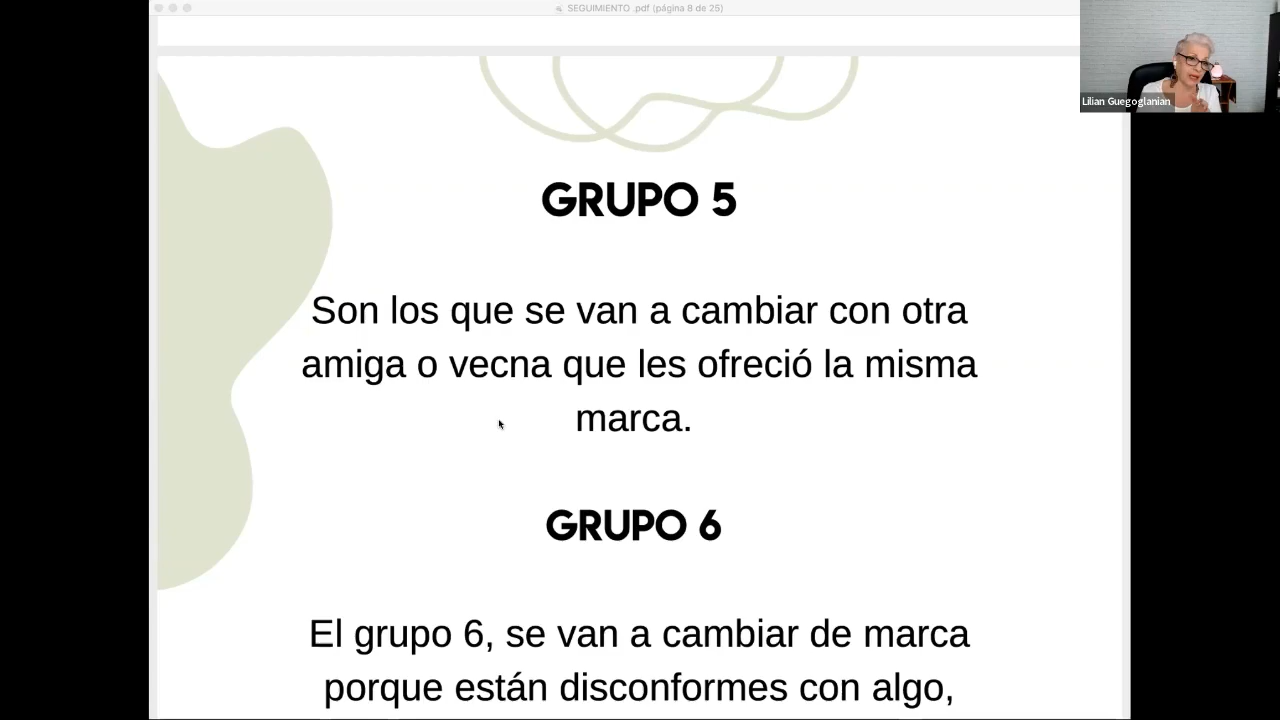 SEGUIMIENTO .pdf (página 8 de 25)
Lilian Guegoglanian
GRUPO 5
Son los que se van a cambiar con otra
amiga o vecna que les ofreció la misma
marca.
GRUPO 6
El grupo 6, se van a cambiar de marca
porque están disconformes con algo,